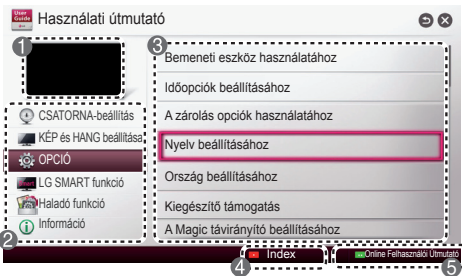 User
Guide
Használati útmutató
1
3
Bemeneti eszköz használatához
Időopciók beállításához
A zárolás opciók használatához
Nyelv beállításához
Ország beállításához
Kiegészítő támogatás
A Magic távirányító beállításához
CSATORNA-beállítás
KÉP és HANG beállítása
OPCIÓ
LG SMART funkció
Haladó funkció
Információ
2
Index
Online Felhasználói Útmutató
4
5